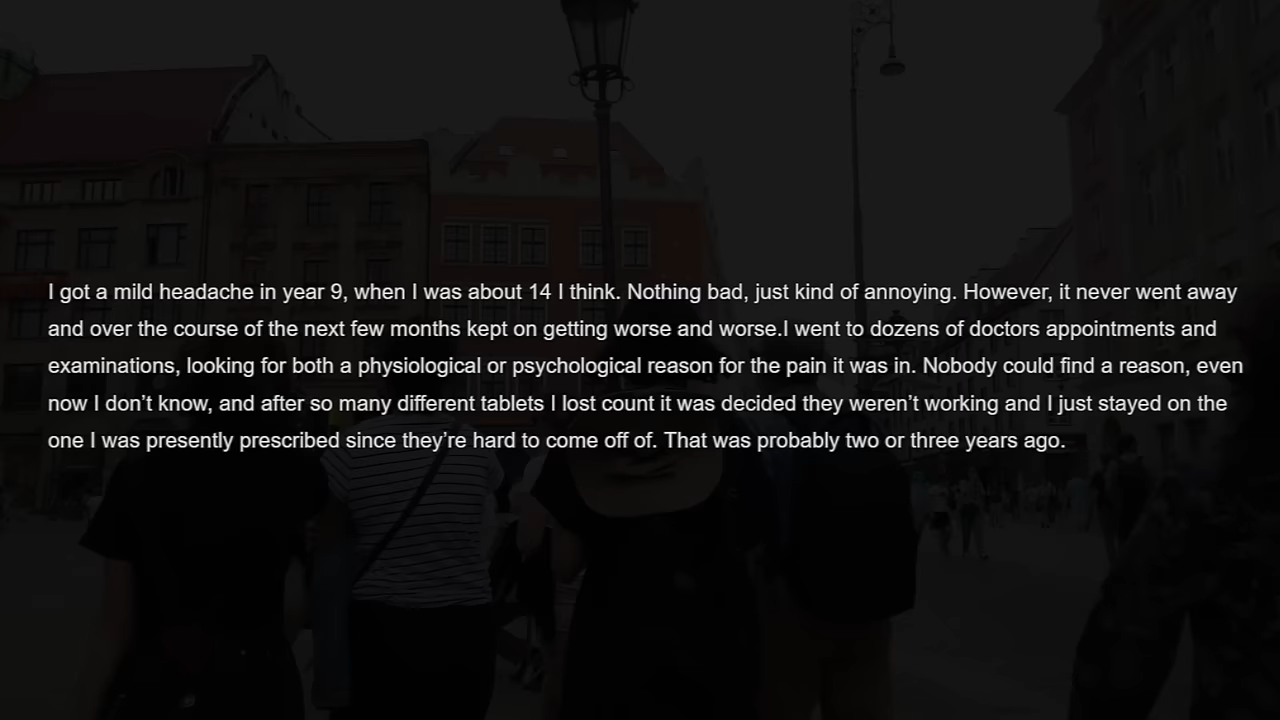 I got a mild headache in year 9, when I was about 14 I think. Nothing bad, just kind of annoying. However, it never went away
and over the course of the next few months kept on getting worse and worse.I went to dozens of doctors appointments and
examinations, looking for both a physiological or psychological reason for the pain it was in. Nobody could find a reason, even
now I don’t know, and after so many different tablets I lost count it was decided they weren’t working and I just stayed on the
one I was presently prescribed since they’re hard to come off of. That was probably two or three years ago.